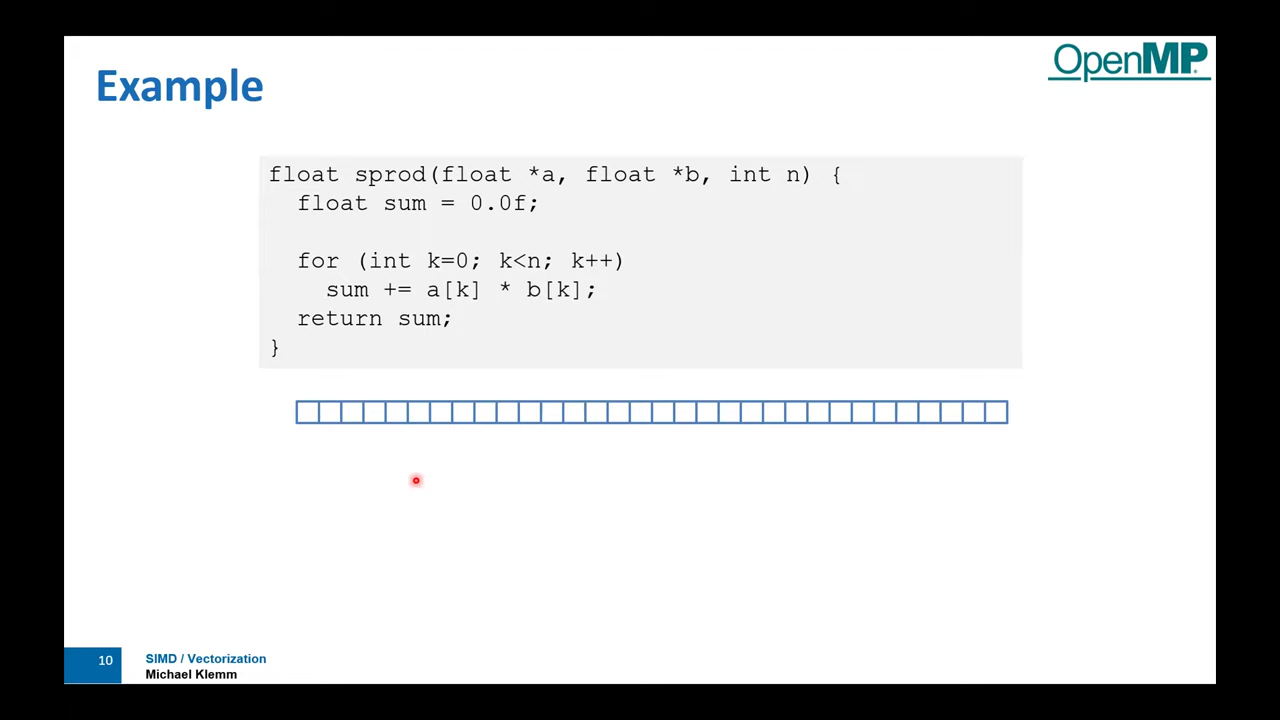 Example
OpenMP
float sprod(float *a, float *b, int n) {
  float sum = 0.0f;
  for (int k=0; k<n; k++)
    sum += a[k] * b[k];
  return sum;
}
10
SIMD / Vectorization
Michael Klemm